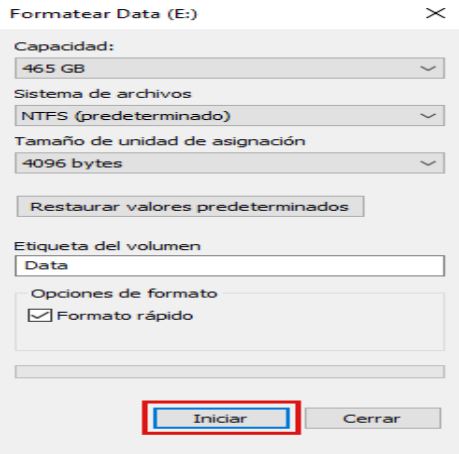 Formatear Data (E:)
Capacidad:
465 GB
Sistema de archivos
NTFS (predeterminado)
Tamaño de unidad de asignación
4096 bytes
Restaurar valores predeterminados
Etiqueta del volumen
Data
Opciones de formato
Formato rápido
Iniciar
Cerrar